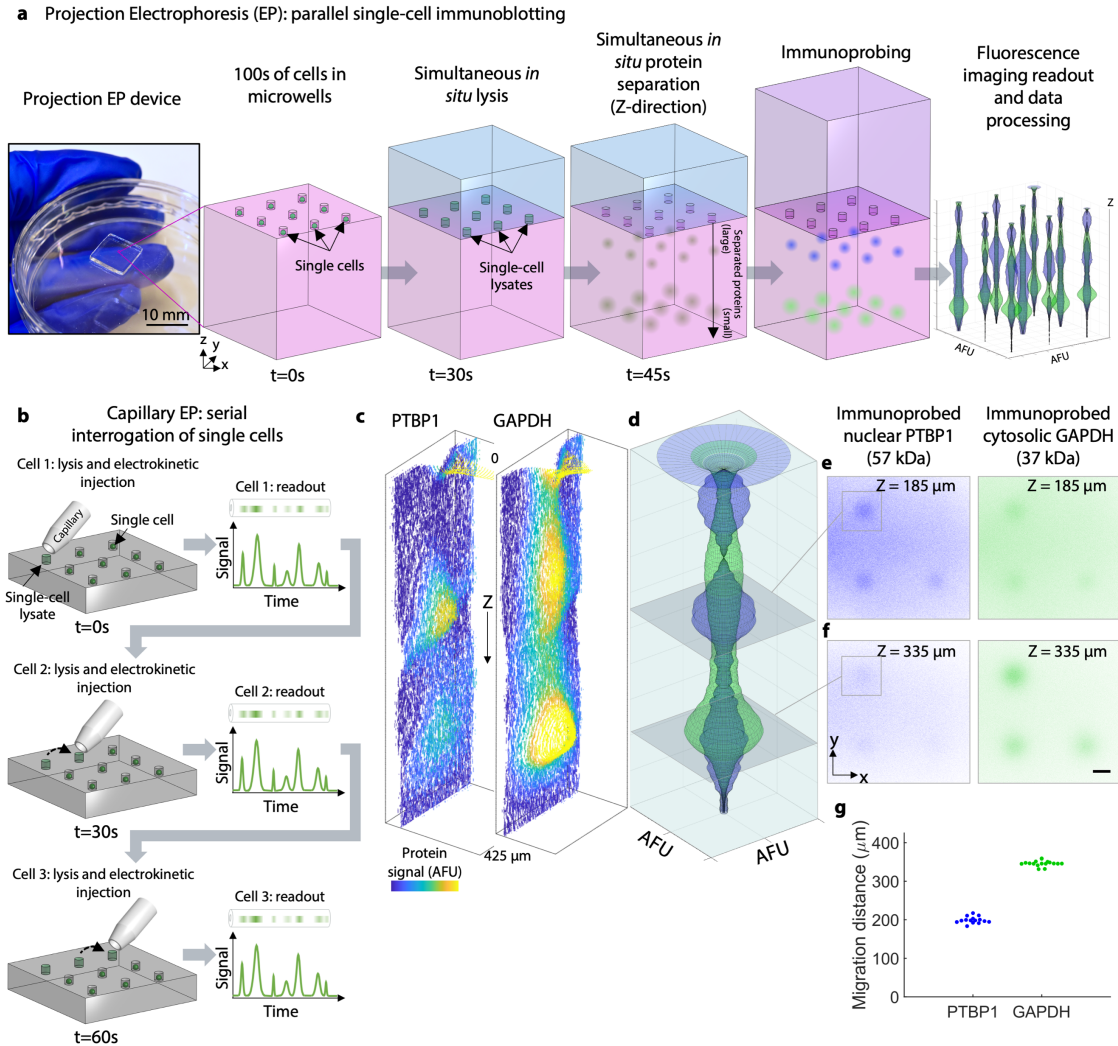 a Projection Electrophoresis (EP): parallel single-cell immunoblotting
Projection EP device
100s of cells in
microwells
Simultaneous in
situ lysis
Simultaneous in
situ protein
separation
(Z-direction)
Immunoprobing
Fluorescence
imaging readout
and data
processing
10 mm
Single cells
Single-cell
lysates
Separated proteins
(large)
(small)
z
y
x
t=0s
t=30s
t=45s
Z
AFU
AFU
b Capillary EP: serial
interrogation of single cells
Cell 1: lysis and electrokinetic
injection
Capillary
Single cell
Single-cell
lysate
t=0s
Cell 1: readout
Signal
Time
Cell 2: lysis and electrokinetic
injection
t=30s
Cell 2: readout
Signal
Time
Cell 3: lysis and electrokinetic
injection
t=60s
Cell 3: readout
Signal
Time
c PTBP1 GAPDH
0
Z
425 µm
Protein
signal (AFU)
d
AFU
AFU
Immunoprobed
nuclear PTBP1
(57 kDa)
Immunoprobed
cytosolic GAPDH
(37 kDa)
e
Z = 185 µm
Z = 185 µm
f
Z = 335 µm
Z = 335 µm
y
x
g
Migration distance (µm)
400
300
200
100
0
PTBP1 GAPDH